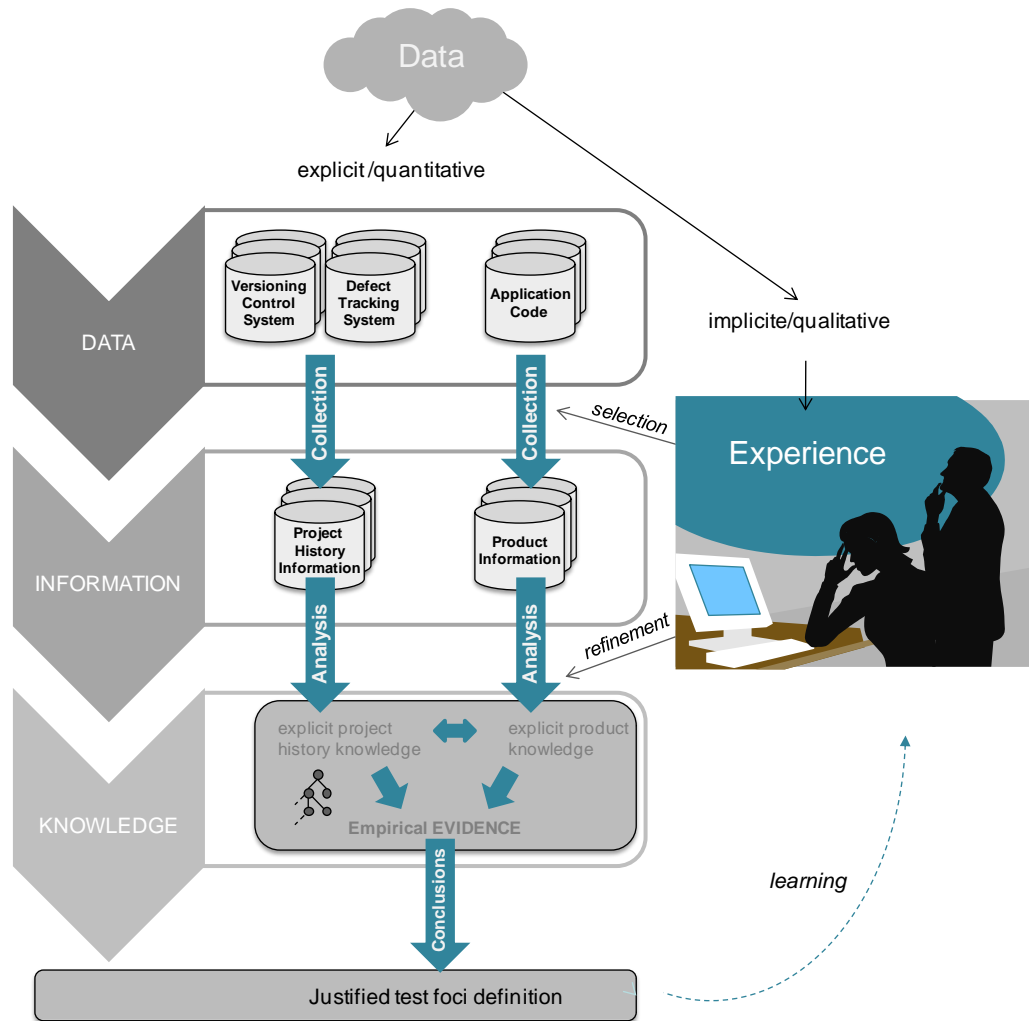 Data
explicit/quantitative
implicite/qualitative
DATA
Versioning
Control
System
Defect
Tracking
System
Application
Code
Collection
Collection
selection
Experience
INFORMATION
Project
History
Information
Product
Information
Analysis
Analysis
refinement
KNOWLEDGE
explicit project
history knowledge
explicit product
knowledge
Empirical EVIDENCE
Conclusions
learning
Justified test foci definition